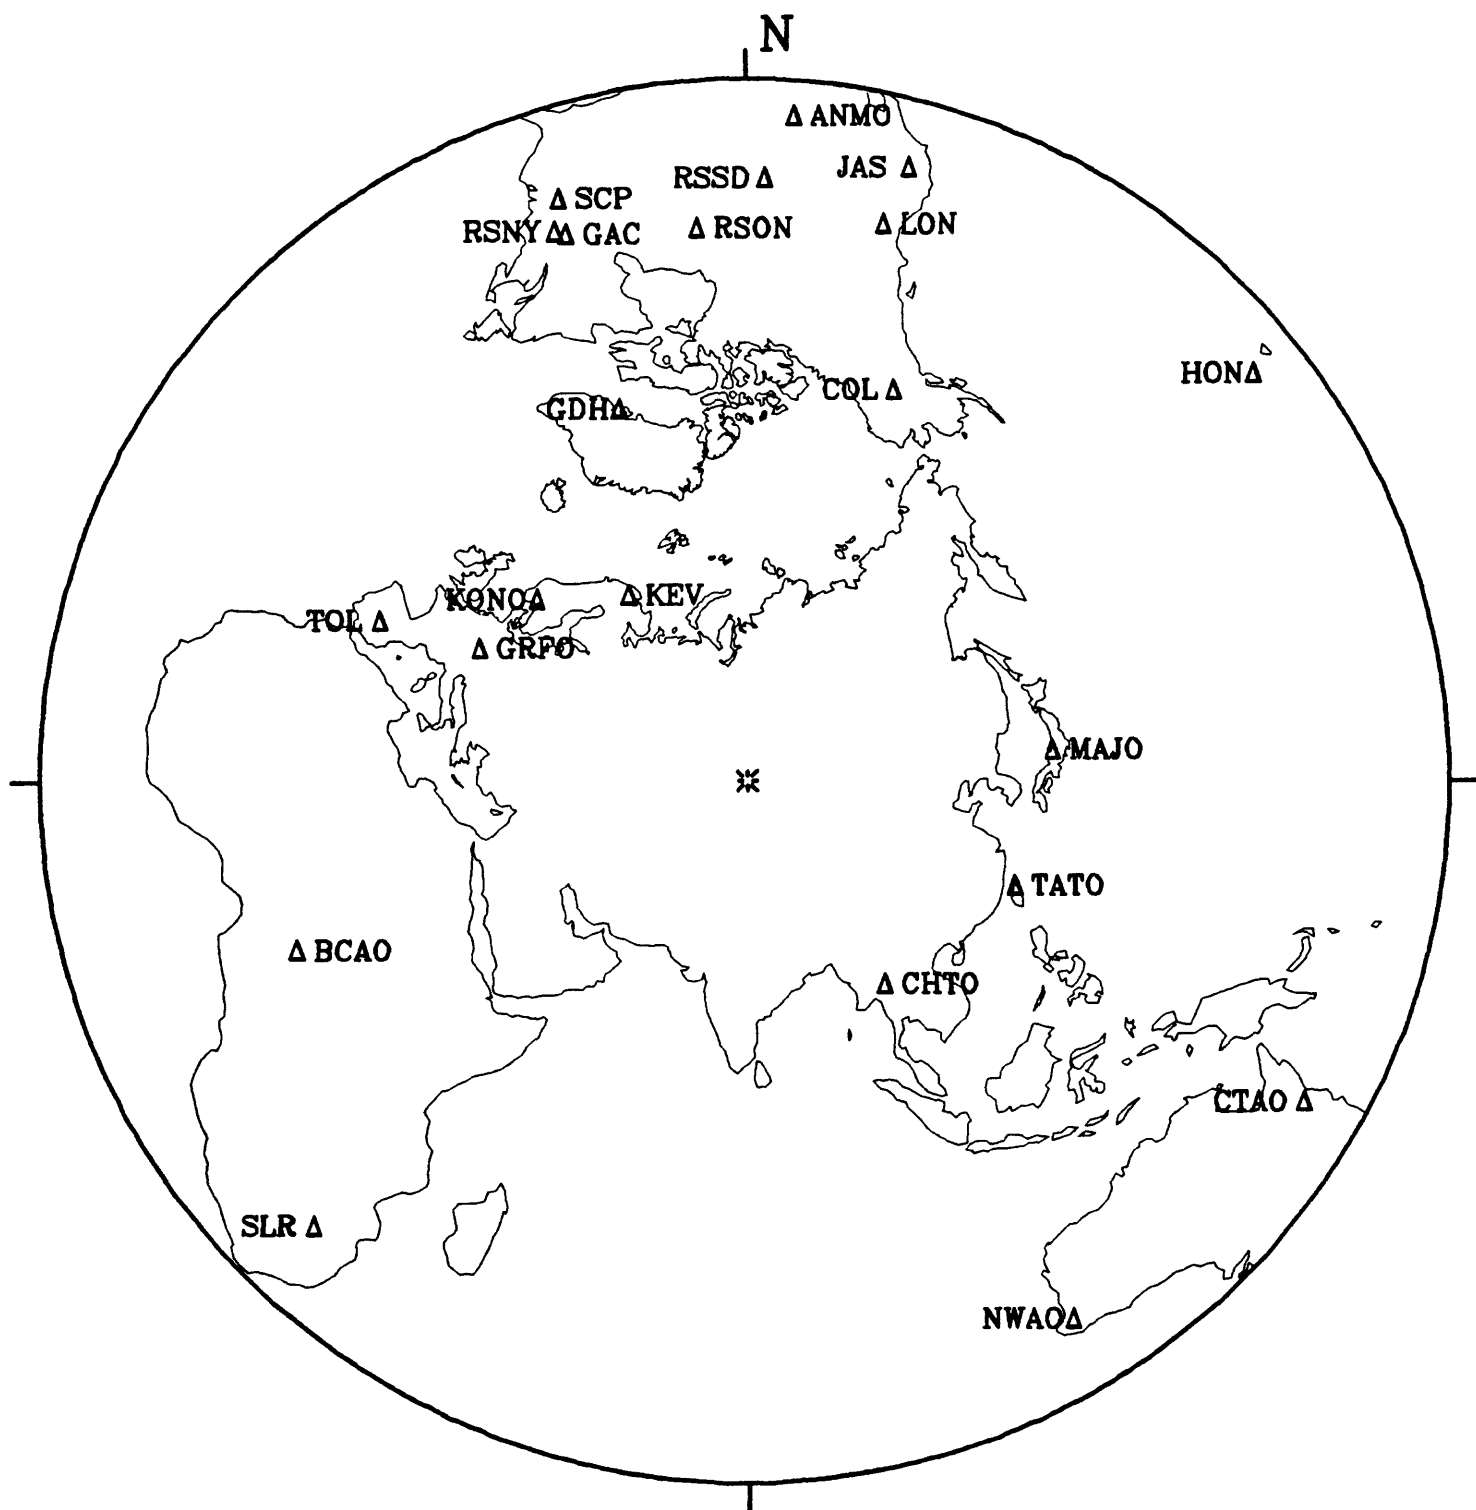 N
ANMO
JAS
RSSD
SCP
RSNY
GAC
RSON
LON
HON
COL
GDH
KONO
KEV
TOL
GRFO
MAJO
TATO
BCAO
CHTO
CTAO
SLR
NWAO